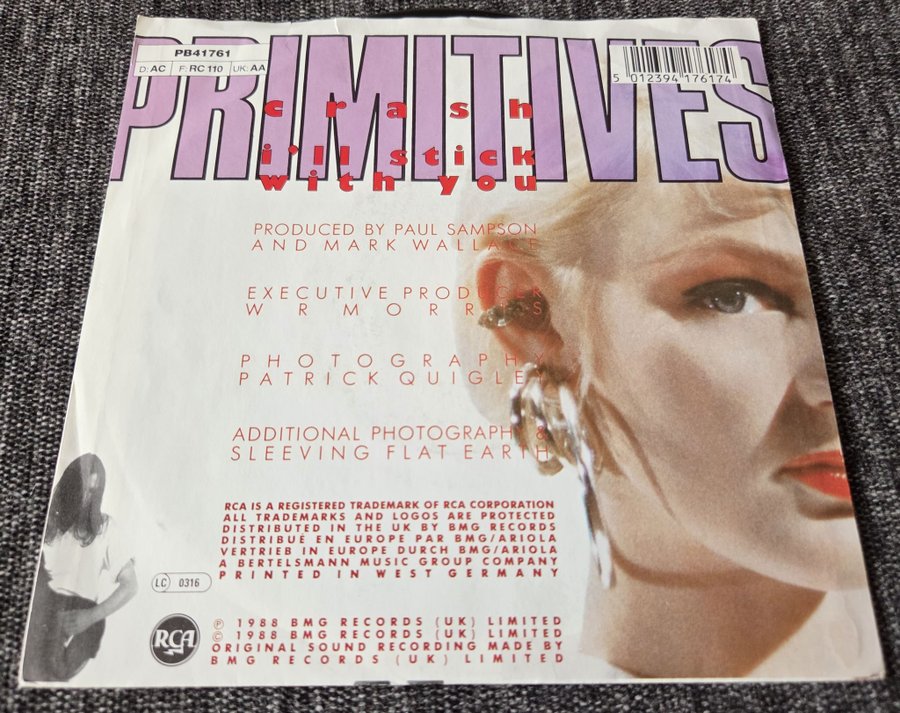 PRIMITIVES
PB41761
D: AC F: RC 110 UK: AA
5 012394 176174
crash
i'll stick
with you
PRODUCED BY PAUL SAMPSON
AND MARK WALLACE
EXECUTIVE PRODUCER
W R MORRIS
PHOTOGRAPHY
PATRICK QUIGLEY
ADDITIONAL PHOTOGRAPHY &
SLEEVING FLAT EARTH
RCA IS A REGISTERED TRADEMARK OF RCA CORPORATION
ALL TRADEMARKS AND LOGOS ARE PROTECTED
DISTRIBUTED IN THE UK BY BMG RECORDS
DISTRIBUÉ EN EUROPE PAR BMG/ARIOLA
VERTRIEB IN EUROPE DURCH BMG/ARIOLA
A BERTELSMANN MUSIC GROUP COMPANY
PRINTED IN WEST GERMANY
LC 0316
RCA
℗ 1988 BMG RECORDS (UK) LIMITED
© 1988 BMG RECORDS (UK) LIMITED
ORIGINAL SOUND RECORDING MADE BY
BMG RECORDS (UK) LIMITED